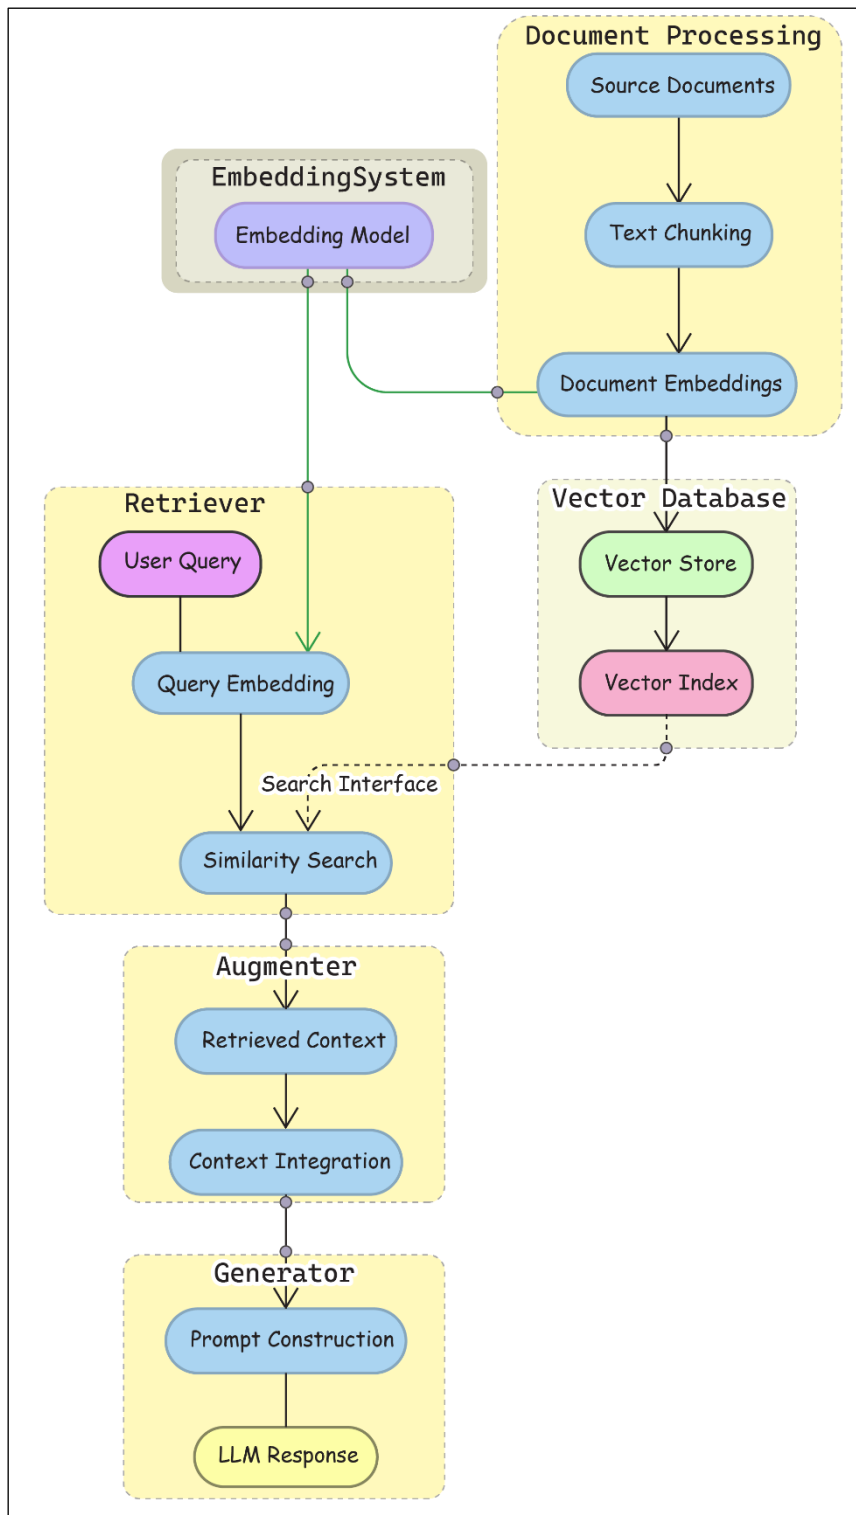 Document Processing
Source Documents
EmbeddingSystem
Embedding Model
Text Chunking
Document Embeddings
Retriever
Vector Database
User Query
Vector Store
Query Embedding
Vector Index
Search Interface
Similarity Search
Augmenter
Retrieved Context
Context Integration
Generator
Prompt Construction
LLM Response